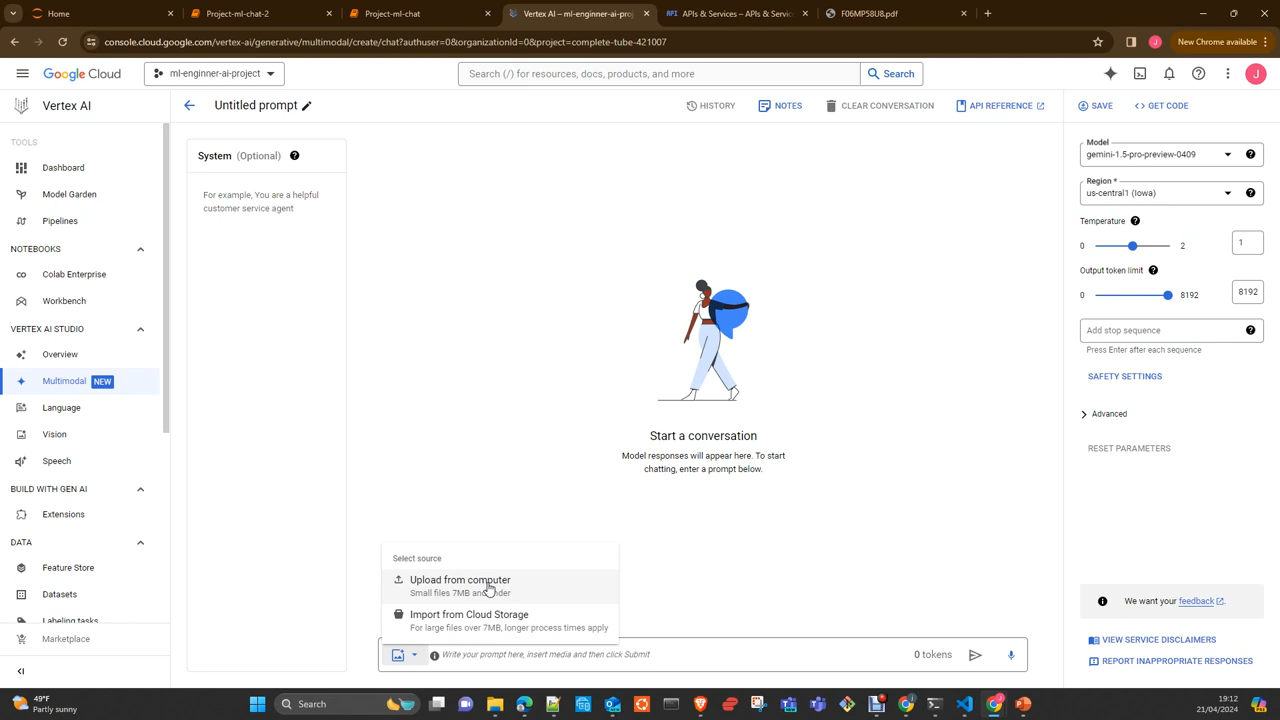 Home
Project-ml-chat-2
Project-ml-chat
Vertex AI – ml-enginner-ai-proj
APIs & Services – APIs & Servic
F06MP58U8.pdf
console.cloud.google.com/vertex-ai/generative/multimodal/create/chat?authuser=0&organizationId=0&project=complete-tube-421007
New Chrome available
Google Cloud
ml-enginner-ai-project
Search (/) for resources, docs, products, and more
Search
J
Vertex AI
Untitled prompt
HISTORY
NOTES
CLEAR CONVERSATION
API REFERENCE
SAVE
<> GET CODE
TOOLS
Dashboard
Model Garden
Pipelines
NOTEBOOKS
Colab Enterprise
Workbench
VERTEX AI STUDIO
Overview
Multimodal NEW
Language
Vision
Speech
BUILD WITH GEN AI
Extensions
DATA
Feature Store
Datasets
Labeling tasks
Marketplace
System (Optional)
For example, You are a helpful
customer service agent
Start a conversation
Model responses will appear here. To start
chatting, enter a prompt below.
Select source
Upload from computer
Small files 7MB and under
Import from Cloud Storage
For large files over 7MB, longer process times apply
Write your prompt here, insert media and then click Submit
0 tokens
Model
gemini-1.5-pro-preview-0409
Region *
us-central1 (Iowa)
Temperature
0
2
1
Output token limit
0
8192
8192
Add stop sequence
Press Enter after each sequence
SAFETY SETTINGS
Advanced
RESET PARAMETERS
We want your feedback.
VIEW SERVICE DISCLAIMERS
REPORT INAPPROPRIATE RESPONSES
49°F
Partly sunny
Search
19:12
21/04/2024